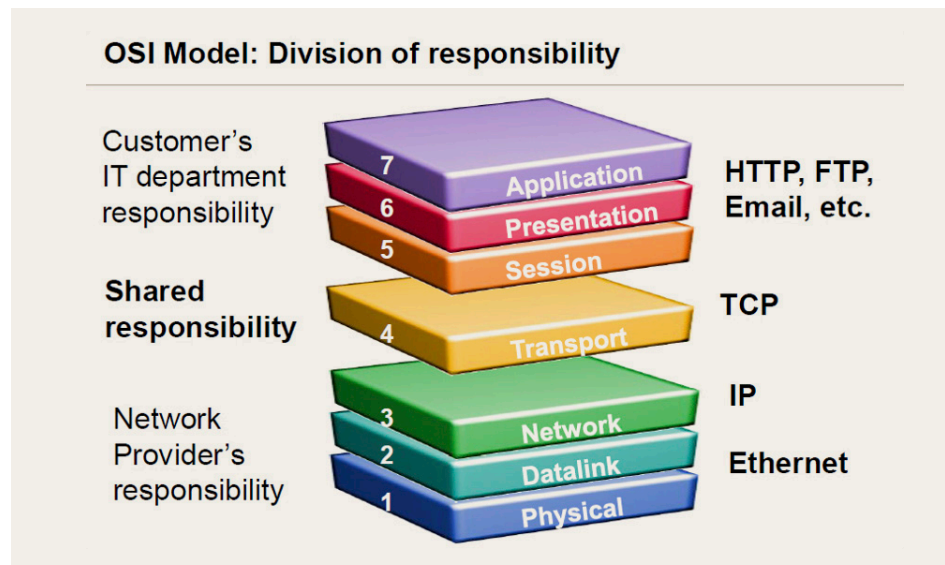 OSI Model: Division of responsibility
Customer's
IT department
responsibility
7
Application
6
Presentation
5
Session
HTTP, FTP,
Email, etc.
Shared
responsibility
4
Transport
TCP
Network
Provider's
responsibility
3
Network
2
Datalink
1
Physical
IP
Ethernet